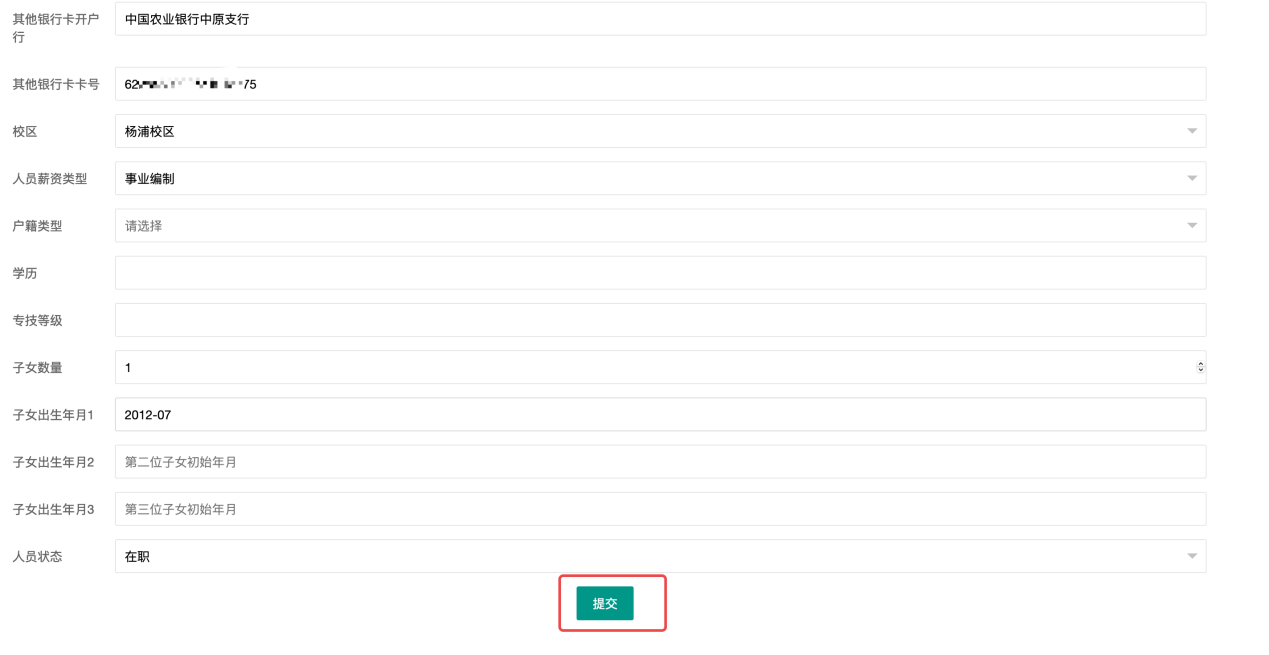 其他银行卡开户
行
中国农业银行中原支行
其他银行卡卡号
62 75
校区
杨浦校区
人员薪资类型
事业编制
户籍类型
请选择
学历
专技等级
子女数量
1
子女出生年月1
2012-07
子女出生年月2
第二位子女初始年月
子女出生年月3
第三位子女初始年月
人员状态
在职
提交